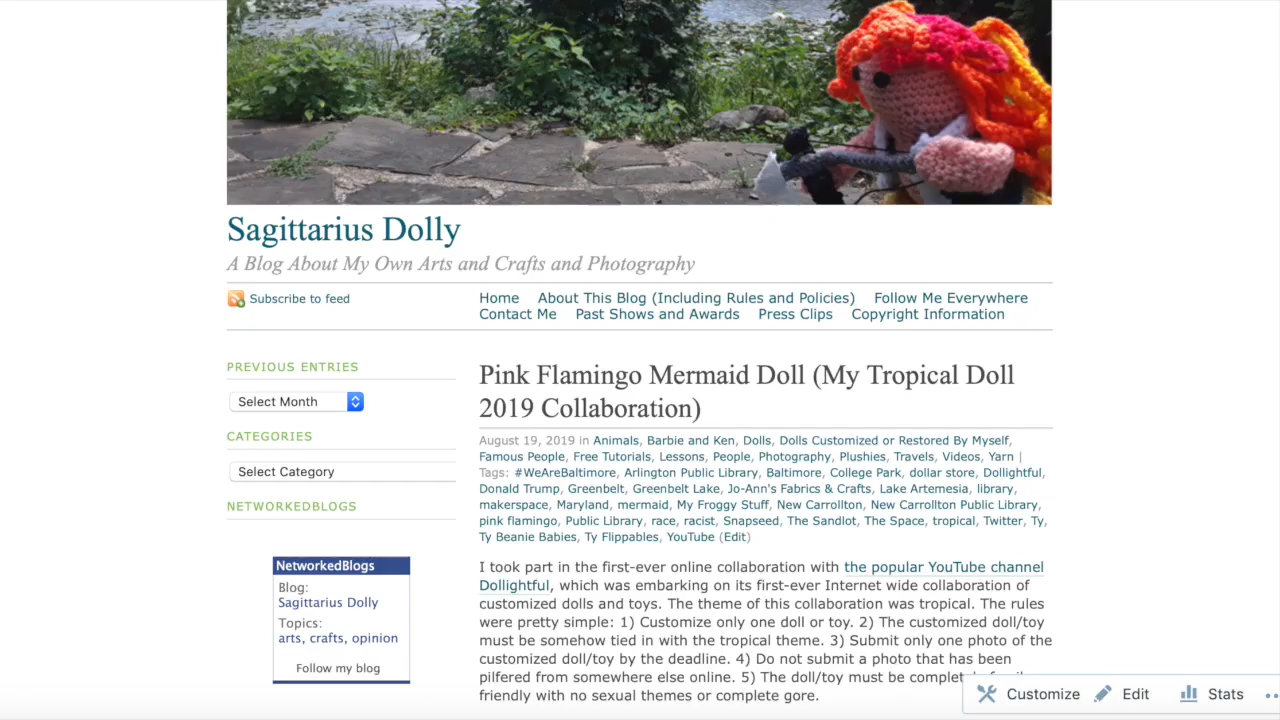 Sagittarius Dolly
A Blog About My Own Arts and Crafts and Photography
Subscribe to feed
Home About This Blog (Including Rules and Policies) Follow Me Everywhere
Contact Me Past Shows and Awards Press Clips Copyright Information
PREVIOUS ENTRIES
Select Month
CATEGORIES
Select Category
NETWORKEDBLOGS
NetworkedBlogs
Blog:
Sagittarius Dolly
Topics:
arts, crafts, opinion
Follow my blog
Pink Flamingo Mermaid Doll (My Tropical Doll
2019 Collaboration)
August 19, 2019 in Animals, Barbie and Ken, Dolls, Dolls Customized or Restored By Myself,
Famous People, Free Tutorials, Lessons, People, Photography, Plushies, Travels, Videos, Yarn |
Tags: #WeAreBaltimore, Arlington Public Library, Baltimore, College Park, dollar store, Dollightful,
Donald Trump, Greenbelt, Greenbelt Lake, Jo-Ann's Fabrics & Crafts, Lake Artemesia, library,
makerspace, Maryland, mermaid, My Froggy Stuff, New Carrollton, New Carrollton Public Library,
pink flamingo, Public Library, race, racist, Snapseed, The Sandlot, The Space, tropical, Twitter, Ty,
Ty Beanie Babies, Ty Flippables, YouTube (Edit)
I took part in the first-ever online collaboration with the popular YouTube channel
Dollightful, which was embarking on its first-ever Internet wide collaboration of
customized dolls and toys. The theme of this collaboration was tropical. The rules
were pretty simple: 1) Customize only one doll or toy. 2) The customized doll/toy
must be somehow tied in with the tropical theme. 3) Submit only one photo of the
customized doll/toy by the deadline. 4) Do not submit a photo that has been
pilfered from somewhere else online. 5) The doll/toy must be
friendly with no sexual themes or complete gore.
Customize Edit Stats